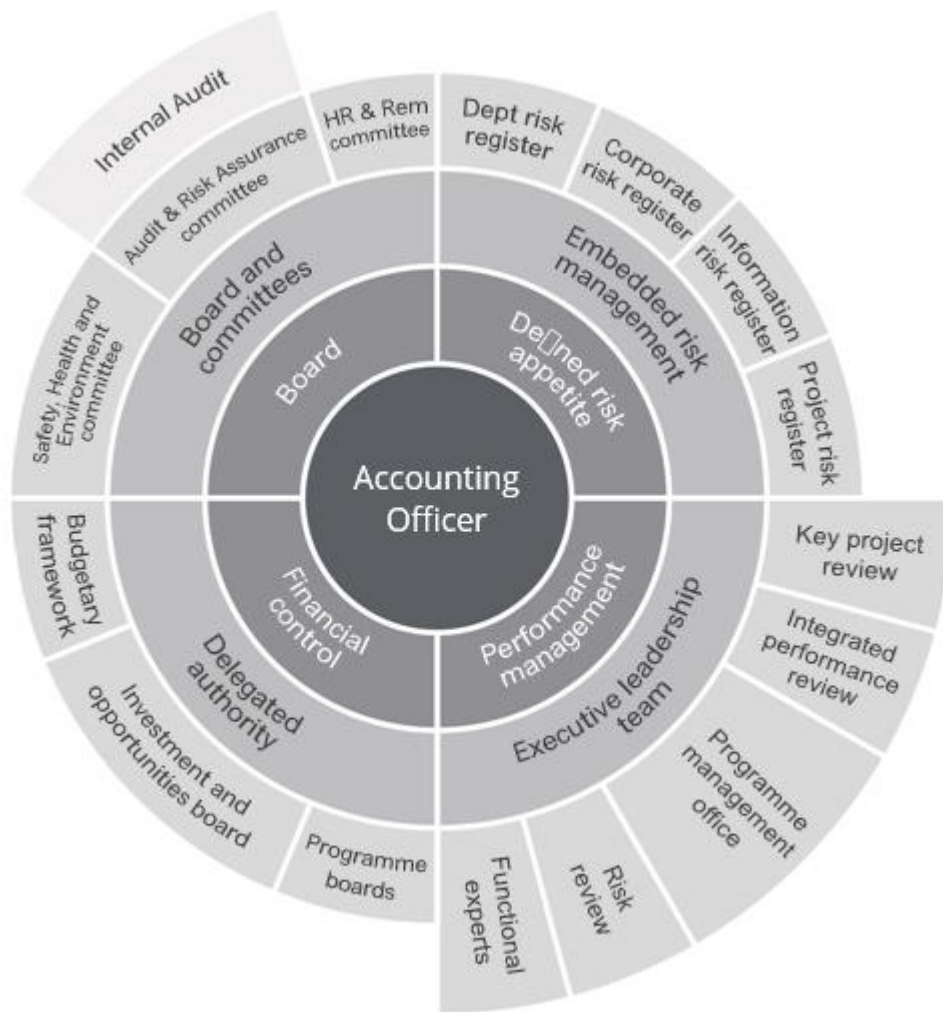 Accounting
Officer
Board
Defined risk
appetite
Performance
management
Financial
control
Board and
committees
Embedded risk
management
Executive leadership
team
Delegated
authority
Internal Audit
Safety, Health and
Environment
committee
Audit & Risk Assurance
committee
HR & Rem
committee
Dept risk
register
Corporate
risk register
Information
risk register
Project risk
register
Key project
review
Integrated
performance
review
Programme
management
office
Risk
review
Functional
experts
Programme
boards
Investment and
opportunities board
Budgetary
framework